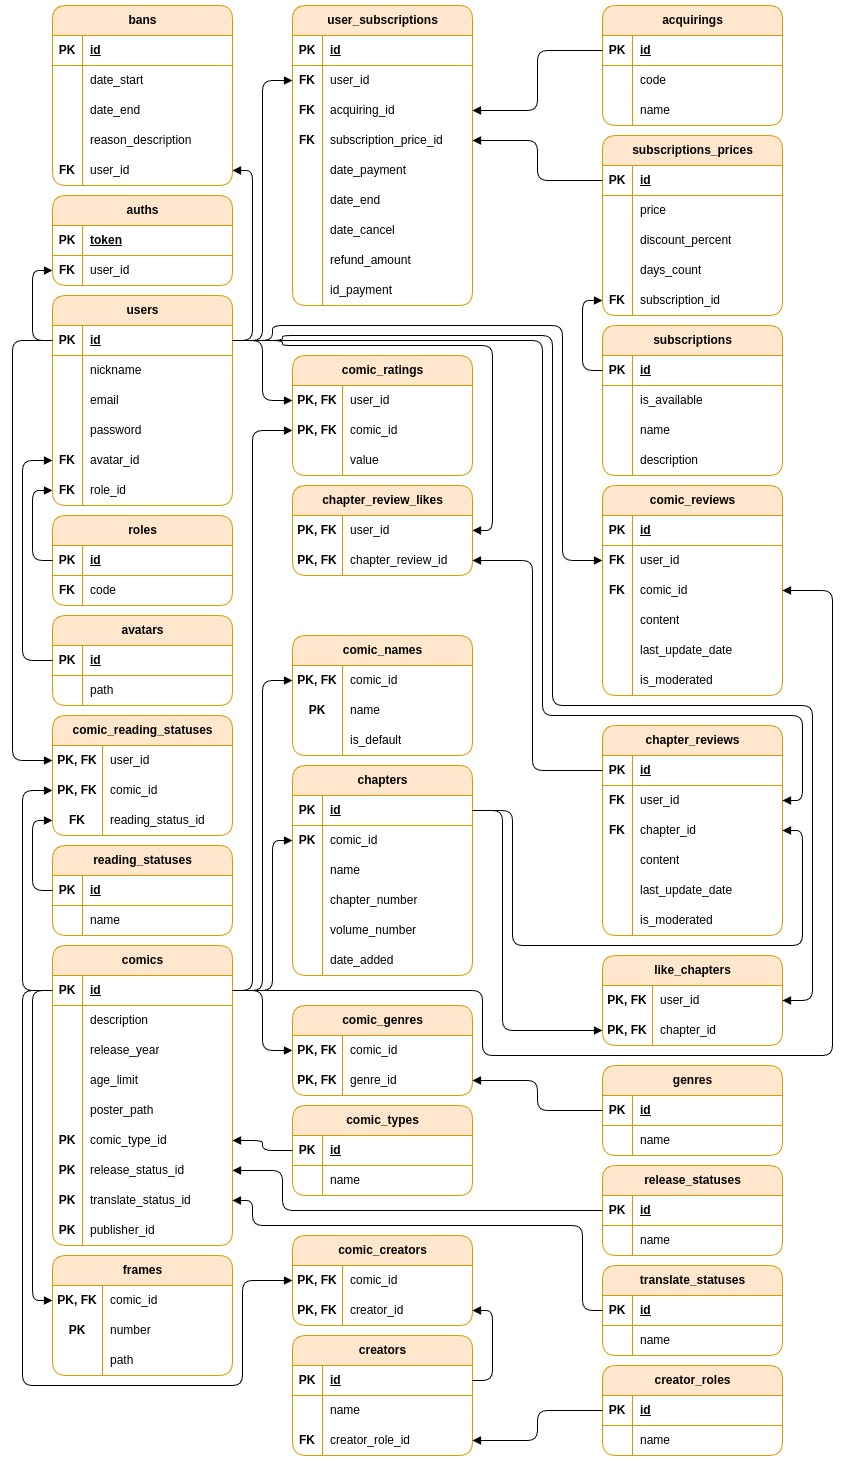 bans
PK id
date_start
date_end
reason_description
FK user_id
auths
PK token
FK user_id
users
PK id
nickname
email
password
FK avatar_id
FK role_id
roles
PK id
FK code
avatars
PK id
path
comic_reading_statuses
PK, FK user_id
PK, FK comic_id
FK reading_status_id
reading_statuses
PK id
name
comics
PK id
description
release_year
age_limit
poster_path
PK comic_type_id
PK release_status_id
PK translate_status_id
PK publisher_id
frames
PK, FK comic_id
PK number
path
user_subscriptions
PK id
FK user_id
FK acquiring_id
FK subscription_price_id
date_payment
date_end
date_cancel
refund_amount
id_payment
comic_ratings
PK, FK user_id
PK, FK comic_id
value
chapter_review_likes
PK, FK user_id
PK, FK chapter_review_id
comic_names
PK, FK comic_id
PK name
is_default
chapters
PK id
PK comic_id
name
chapter_number
volume_number
date_added
comic_genres
PK, FK comic_id
PK, FK genre_id
comic_types
PK id
name
comic_creators
PK, FK comic_id
PK, FK creator_id
creators
PK id
name
FK creator_role_id
acquirings
PK id
code
name
subscriptions_prices
PK id
price
discount_percent
days_count
FK subscription_id
subscriptions
PK id
is_available
name
description
comic_reviews
PK id
FK user_id
FK comic_id
content
last_update_date
is_moderated
chapter_reviews
PK id
FK user_id
FK chapter_id
content
last_update_date
is_moderated
like_chapters
PK, FK user_id
PK, FK chapter_id
genres
PK id
name
release_statuses
PK id
name
translate_statuses
PK id
name
creator_roles
PK id
name